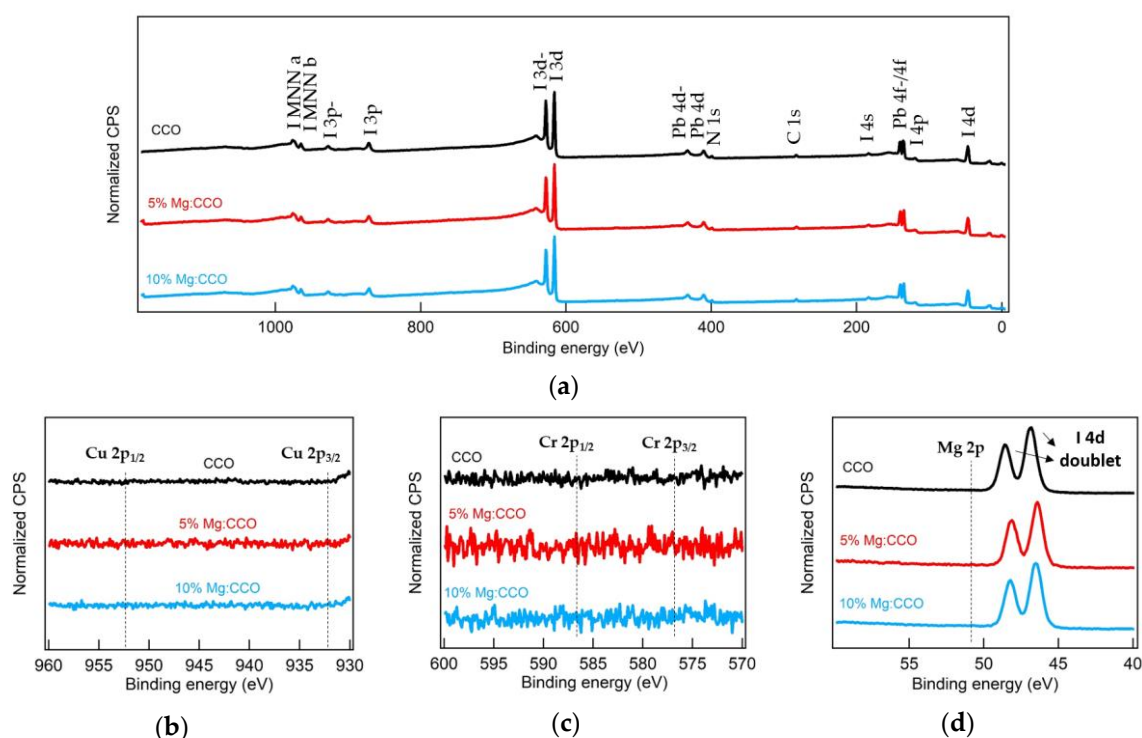 I MNN a
I MNN b
I 3p-
I 3p
I 3d-
I 3d
Pb 4d-
Pb 4d
N 1s
C 1s
I 4s
Pb 4f-/4f
I 4p
I 4d
CCO
5% Mg:CCO
10% Mg:CCO
Normalized CPS
1000 800 600 400 200 0
Binding energy (eV)
(a)
Cu 2p1/2 Cu 2p3/2
CCO
5% Mg:CCO
10% Mg:CCO
Normalized CPS
960 955 950 945 940 935 930
Binding energy (eV)
(b)
Cr 2p1/2 Cr 2p3/2
CCO
5% Mg:CCO
10% Mg:CCO
Normalized CPS
600 595 590 585 580 575 570
Binding energy (eV)
(c)
Mg 2p
I 4d
doublet
CCO
5% Mg:CCO
10% Mg:CCO
Normalized CPS
55 50 45 40
Binding energy (eV)
(d)